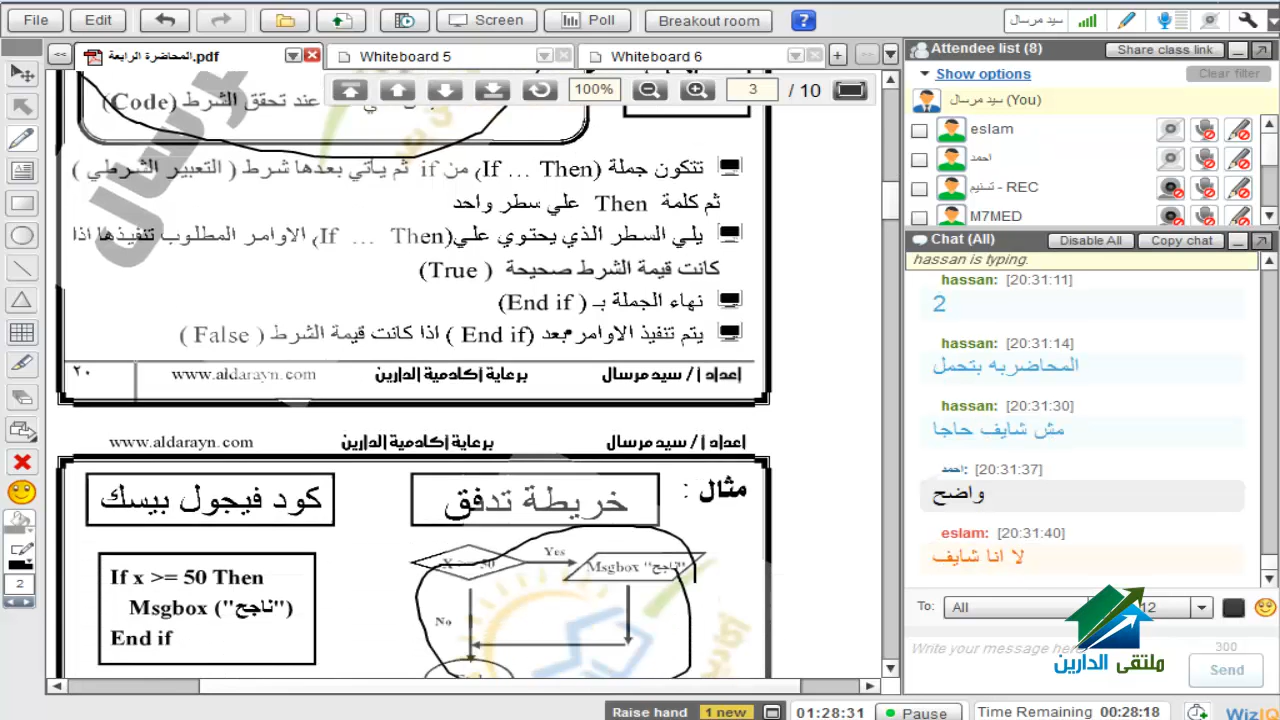 File Edit Screen Poll Breakout room ? سيد مرسال
<< المحاضرة الرابعة.pdf Whiteboard 5 Whiteboard 6 + >>
100% 3 / 10
عند تحقق الشرط (Code)
تتكون جملة (If … Then) من if ثم يأتي بعدها شرط ( التعبير الشرطي )
ثم كلمة Then علي سطر واحد
يلي السطر الذي يحتوي علي(If … Then) الاوامر المطلوب تنفيذها اذا
كانت قيمة الشرط صحيحة ( True)
نهاء الجملة بـ ( End if)
يتم تنفيذ الاوامر بعد (End if ) اذا كانت قيمة الشرط ( False )
اعداد / سيد مرسال برعاية اكادمية الدارين www.aldarayn.com ٢٠
اعداد / سيد مرسال برعاية اكادمية الدارين www.aldarayn.com
مثال :
خريطة تدفق
كود فيجول بيسك
X >= 50
Yes
Msgbox "ناجح"
No
If x >= 50 Then
Msgbox ("ناجح")
End if
مرسال
2
Attendee list (8) Share class link
Show options Clear filter
سيد مرسال (You)
eslam
احمد
تسنيم - REC
M7MED
Chat (All) Disable All Copy chat
hassan is typing.
hassan: [20:31:11]
2
hassan: [20:31:14]
المحاضربه بتحمل
hassan: [20:31:30]
مش شايف حاجا
احمد: [20:31:37]
واضح
eslam: [20:31:40]
لا انا شايف
To: All 12
Write your message here 300
Send
ملتقى الدارين
Raise hand 1 new 01:28:31 Pause Time Remaining 00:28:18 WizIQ